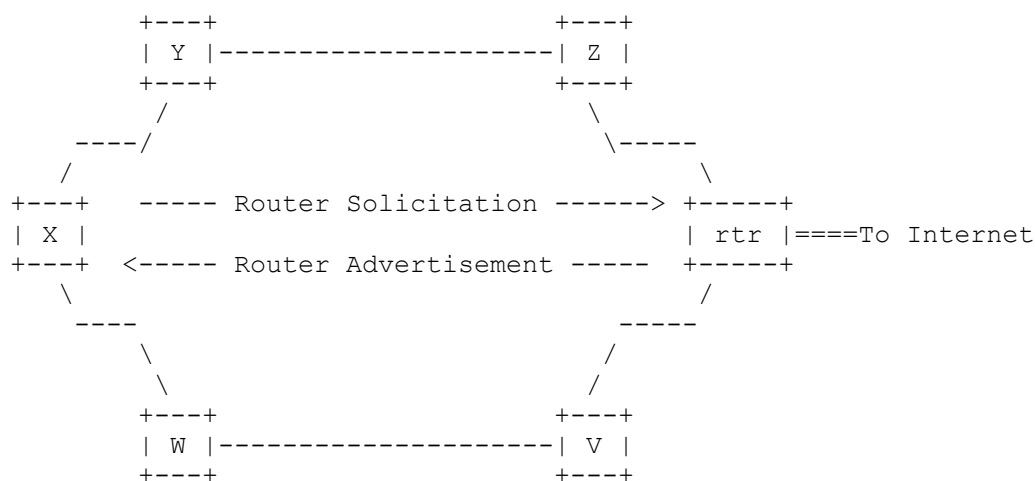 Y Z
Router Solicitation
X rtr To Internet
Router Advertisement
W V